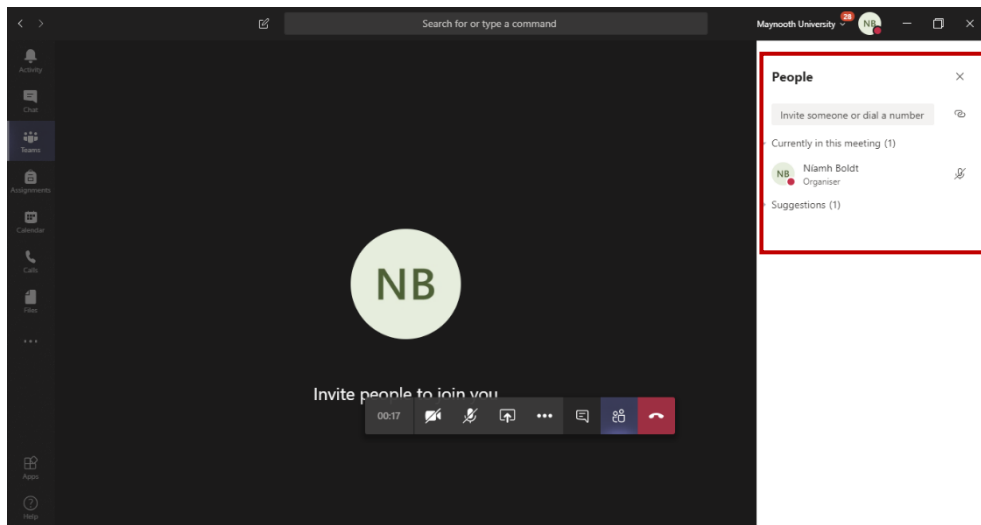 Search for or type a command
Maynooth University
28
NB
Activity
Chat
Teams
Assignments
Calendar
Calls
Files
Apps
Help
NB
Invite people to join you
00:17
People
Invite someone or dial a number
Currently in this meeting (1)
NB
Níamh Boldt
Organiser
Suggestions (1)